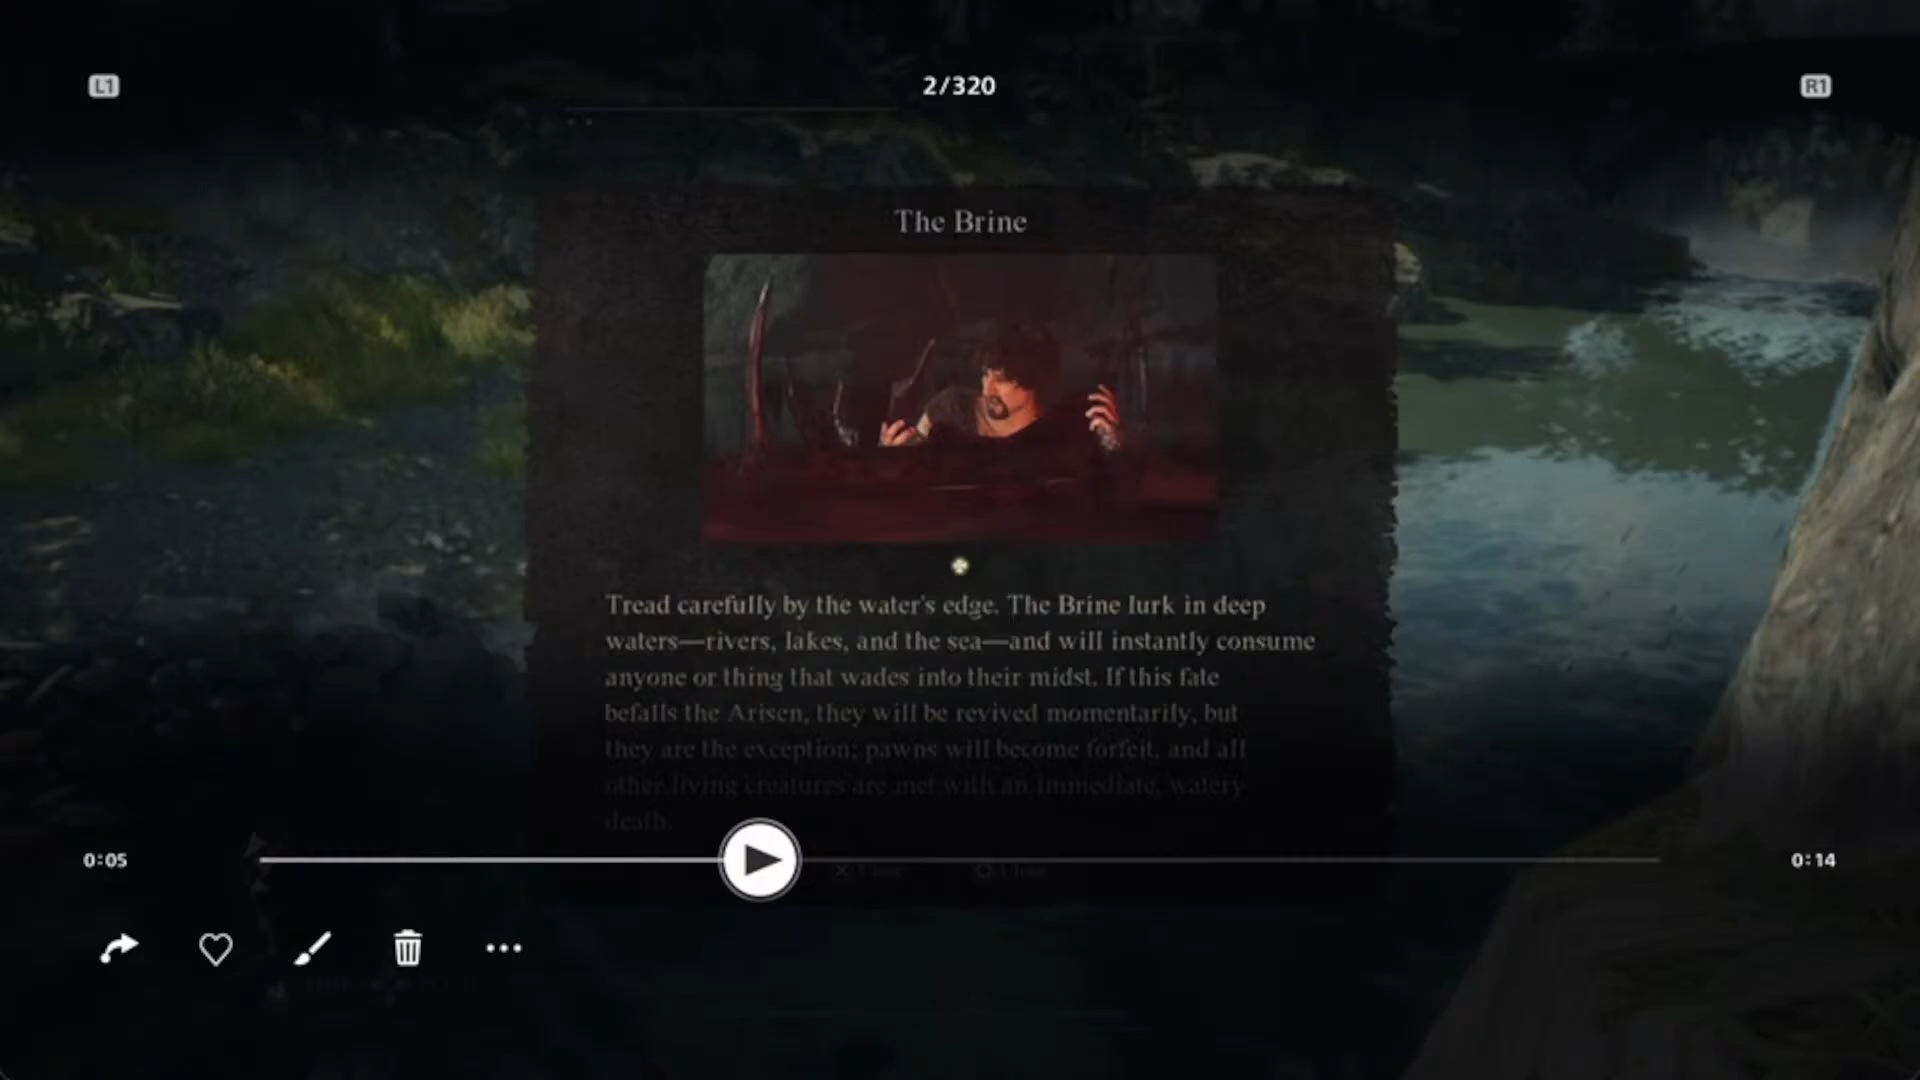 L1
2/320
R1
The Brine
Tread carefully by the water's edge. The Brine lurk in deep
waters—rivers, lakes, and the sea—and will instantly consume
anyone or thing that wades into their midst. If this fate
befalls the Arisen, they will be revived momentarily, but
they are the exception; pawns will become forfeit, and all
other living creatures are met with an immediate, watery
death.
0:05
0:14